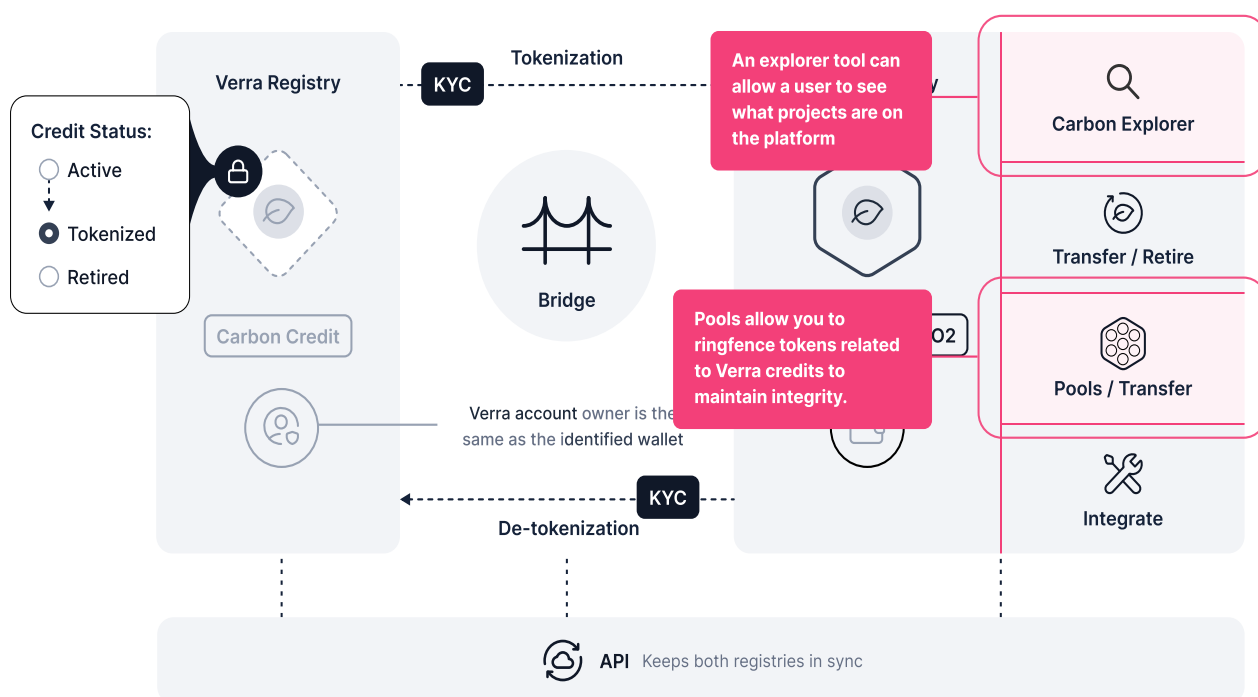 Verra Registry
Credit Status:
Active
Tokenized
Retired
Carbon Credit
Tokenization
KYC
Bridge
Verra account owner is the
same as the identified wallet
KYC
De-tokenization
An explorer tool can
allow a user to see
what projects are on
the platform
Pools allow you to
ringfence tokens related
to Verra credits to
maintain integrity.
O2
Carbon Explorer
Transfer / Retire
Pools / Transfer
Integrate
API Keeps both registries in sync